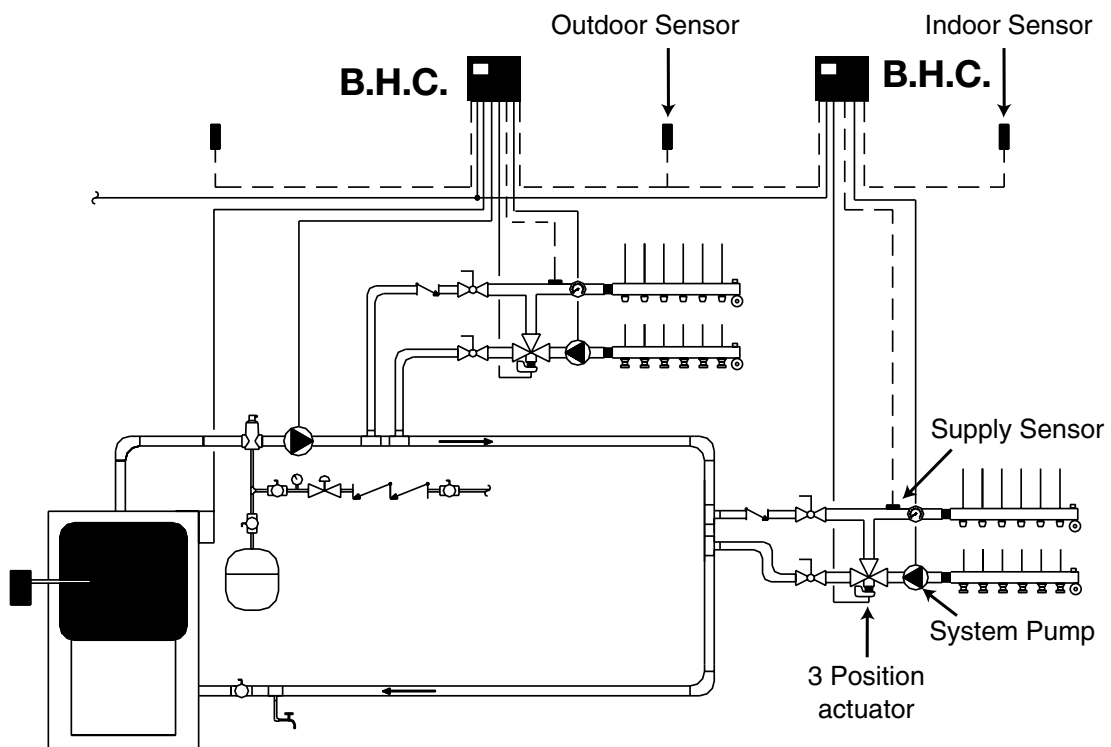 Outdoor Sensor
Indoor Sensor
B.H.C.
B.H.C.
Supply Sensor
System Pump
3 Position
actuator